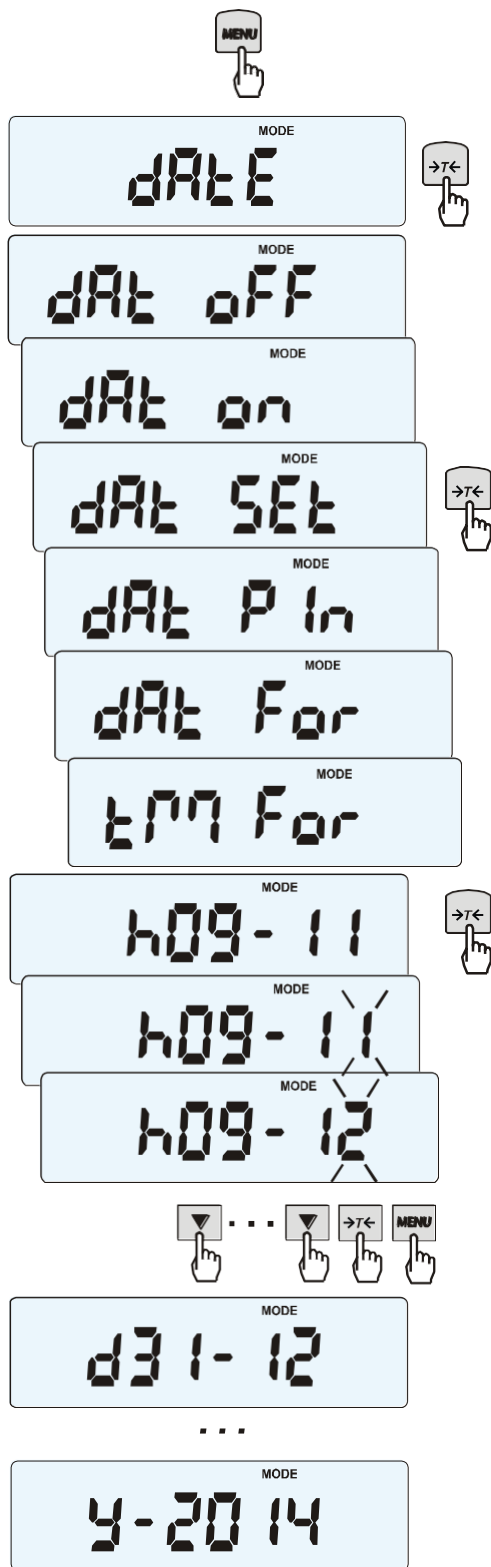 MENU
MODE
dAtE
→T←
MODE
dAt oFF
MODE
dAt on
MODE
dAt SEt
→T←
MODE
dAt PIn
MODE
dAt For
MODE
tM For
MODE
h09-11
→T←
MODE
h09-11
MODE
h09-12
▼ ... ▼ →T← MENU
MODE
d31-12
...
MODE
y-2014